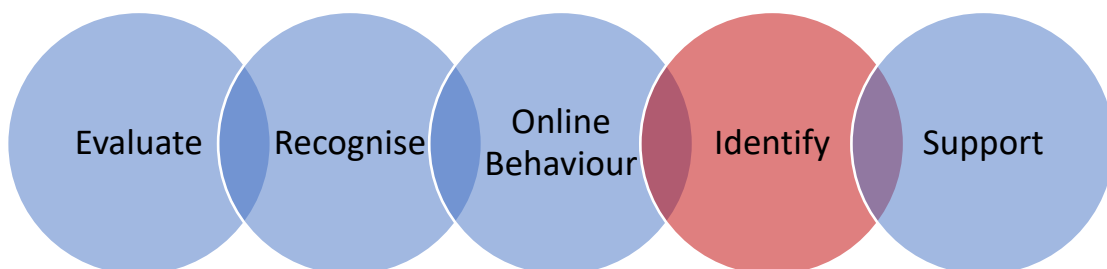 Evaluate
Recognise
Online
Behaviour
Identify
Support